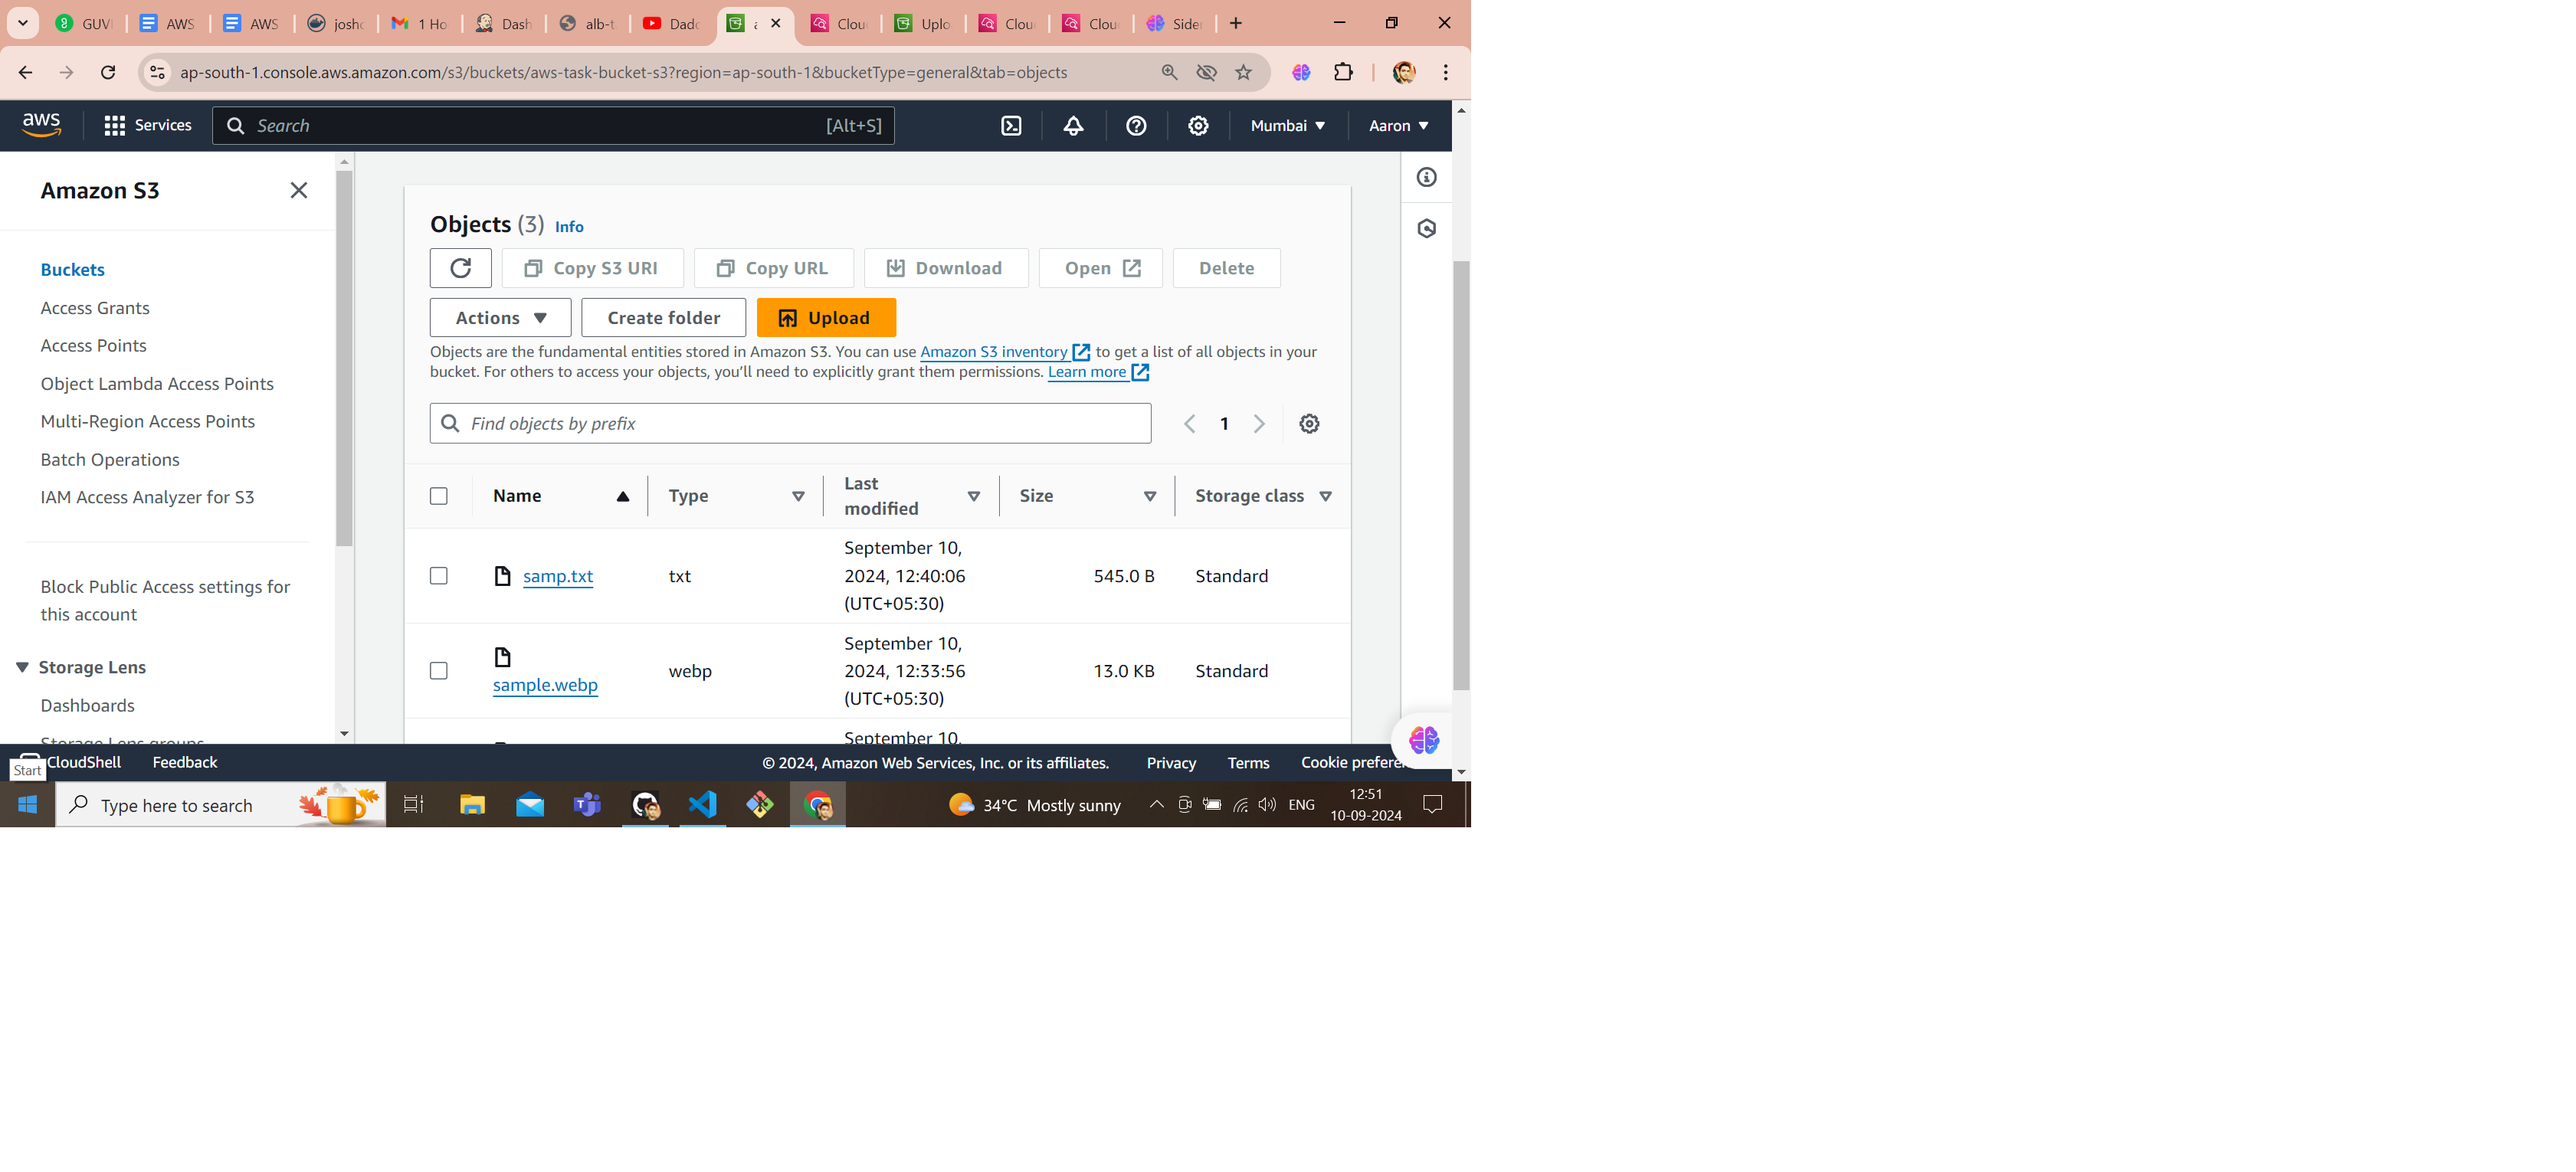 GUVI
AWS
AWS
josh
1 Ho
Dash
alb-t
Dado
a
Clou
Uplo
Clou
Clou
Sider
ap-south-1.console.aws.amazon.com/s3/buckets/aws-task-bucket-s3?region=ap-south-1&bucketType=general&tab=objects
aws
Services
Search
[Alt+S]
Mumbai
Aaron
Amazon S3
Buckets
Access Grants
Access Points
Object Lambda Access Points
Multi-Region Access Points
Batch Operations
IAM Access Analyzer for S3
Block Public Access settings for
this account
Storage Lens
Dashboards
Storage Lens groups
Objects (3) Info
Copy S3 URI
Copy URL
Download
Open
Delete
Actions
Create folder
Upload
Objects are the fundamental entities stored in Amazon S3. You can use Amazon S3 inventory to get a list of all objects in your
bucket. For others to access your objects, you’ll need to explicitly grant them permissions. Learn more
Find objects by prefix
1
Name
Type
Last
modified
Size
Storage class
samp.txt
txt
September 10,
2024, 12:40:06
(UTC+05:30)
545.0 B
Standard
sample.webp
webp
September 10,
2024, 12:33:56
(UTC+05:30)
13.0 KB
Standard
September 10,
CloudShell
Feedback
© 2024, Amazon Web Services, Inc. or its affiliates.
Privacy
Terms
Cookie prefere
Start
Type here to search
34°C Mostly sunny
ENG
12:51
10-09-2024